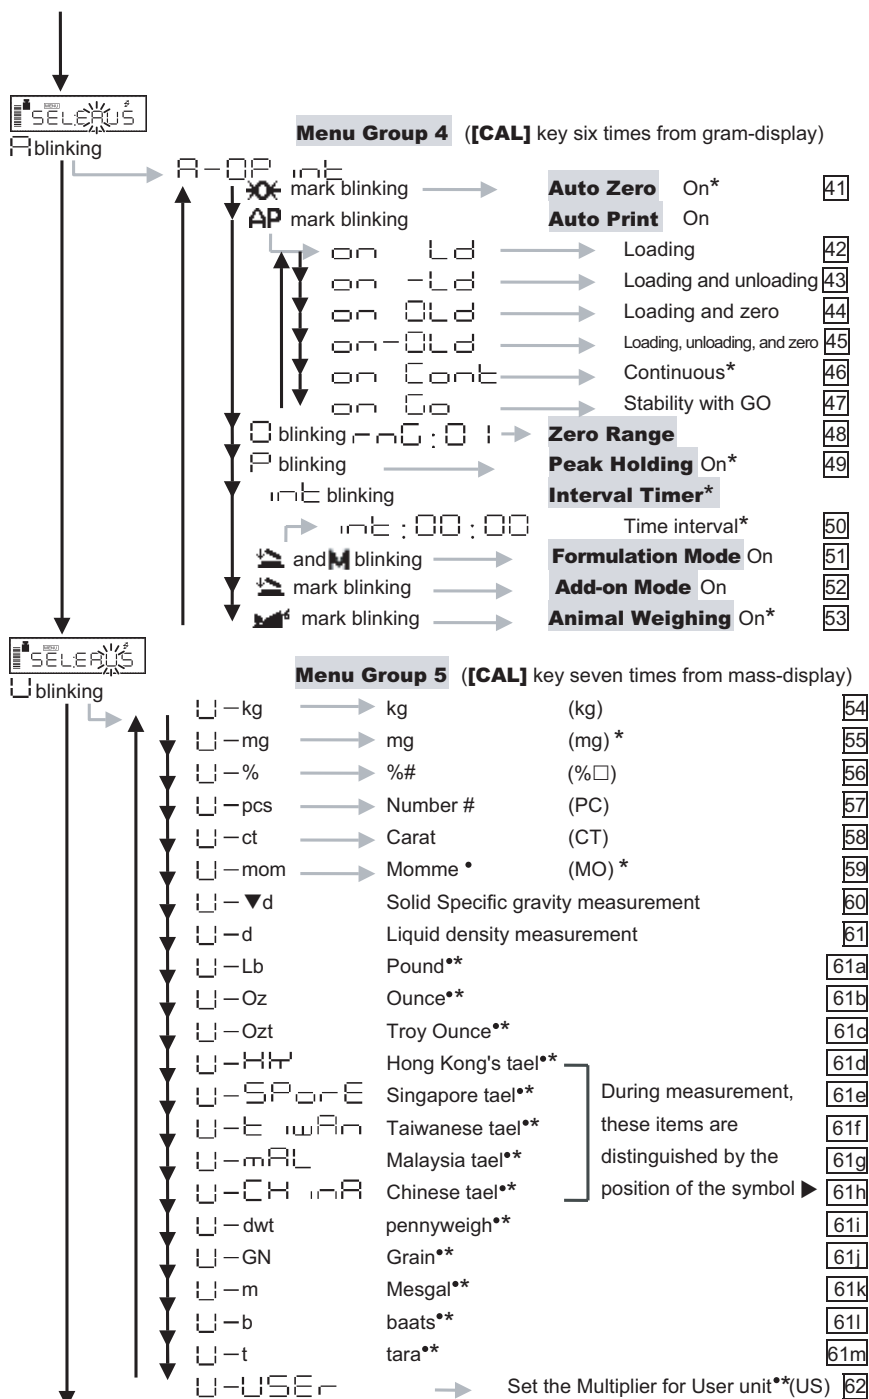 MENU
SEL:ERUS
A blinking
Menu Group 4 ([CAL] key six times from gram-display)
A-0P int
mark blinking Auto Zero On* 41
AP mark blinking Auto Print On
on Ld Loading 42
on -Ld Loading and unloading 43
on 0Ld Loading and zero 44
on-0Ld Loading, unloading, and zero 45
on Cont Continuous* 46
on Go Stability with GO 47
0 blinking rnG:01 Zero Range 48
P blinking Peak Holding On* 49
int blinking Interval Timer*
int:00:00 Time interval* 50
and M blinking Formulation Mode On 51
mark blinking Add-on Mode On 52
mark blinking Animal Weighing On* 53
MENU
SEL:ERUS
U blinking
Menu Group 5 ([CAL] key seven times from mass-display)
U-kg kg (kg) 54
U-mg mg (mg) * 55
U-% %# (%□) 56
U-pcs Number # (PC) 57
U-ct Carat (CT) 58
U-mom Momme • (MO) * 59
U-▼d Solid Specific gravity measurement 60
U-d Liquid density measurement 61
U-Lb Pound•* 61a
U-Oz Ounce•* 61b
U-Ozt Troy Ounce•* 61c
U-HK Hong Kong's tael•* 61d
U-SPorE Singapore tael•* During measurement, 61e
U-tiwAn Taiwanese tael•* these items are 61f
U-mAL Malaysia tael•* distinguished by the 61g
U-CHinA Chinese tael•* position of the symbol ▶ 61h
U-dwt pennyweigh•* 61i
U-GN Grain•* 61j
U-m Mesgal•* 61k
U-b baats•* 61l
U-t tara•* 61m
U-USEr Set the Multiplier for User unit•*(US) 62